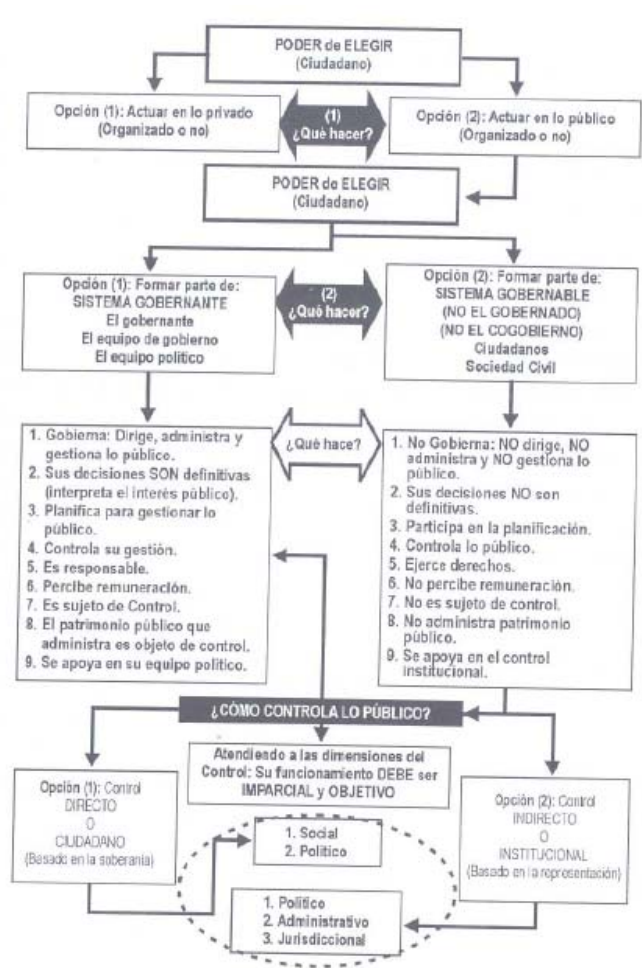 PODER de ELEGIR
(Ciudadano)
Opción (1): Actuar en lo privado
(Organizado o no)
(1)
¿Qué hacer?
Opción (2): Actuar en lo público
(Organizado o no)
PODER de ELEGIR
(Ciudadano)
Opción (1): Formar parte de:
SISTEMA GOBERNANTE
El gobernante
El equipo de gobierno
El equipo político
(2)
¿Qué hacer?
Opción (2): Formar parte de:
SISTEMA GOBERNABLE
(NO EL GOBERNADO)
(NO EL COGOBIERNO)
Ciudadanos
Sociedad Civil
1. Gobierna: Dirige, administra y
gestiona lo público.
2. Sus decisiones SON definitivas
(interpreta el interés público).
3. Planifica para gestionar lo
público.
4. Controla su gestión.
5. Es responsable.
6. Percibe remuneración.
7. Es sujeto de Control.
8. El patrimonio público que
administra es objeto de control.
9. Se apoya en su equipo político.
¿Qué hace?
1. No Gobierna: NO dirige, NO
administra y NO gestiona lo
público.
2. Sus decisiones NO son
definitivas.
3. Participa en la planificación.
4. Controla lo público.
5. Ejerce derechos.
6. No percibe remuneración.
7. No es sujeto de control.
8. No administra patrimonio
público.
9. Se apoya en el control
institucional.
¿CÓMO CONTROLA LO PÚBLICO?
Atendiendo a las dimensiones del
Control: Su funcionamiento DEBE ser
IMPARCIAL y OBJETIVO
Opción (1): Control
DIRECTO
O
CIUDADANO
(Basado en la soberanía)
Opción (2): Control
INDIRECTO
O
INSTITUCIONAL
(Basado en la representación)
1. Social
2. Político
1. Político
2. Administrativo
3. Jurisdiccional